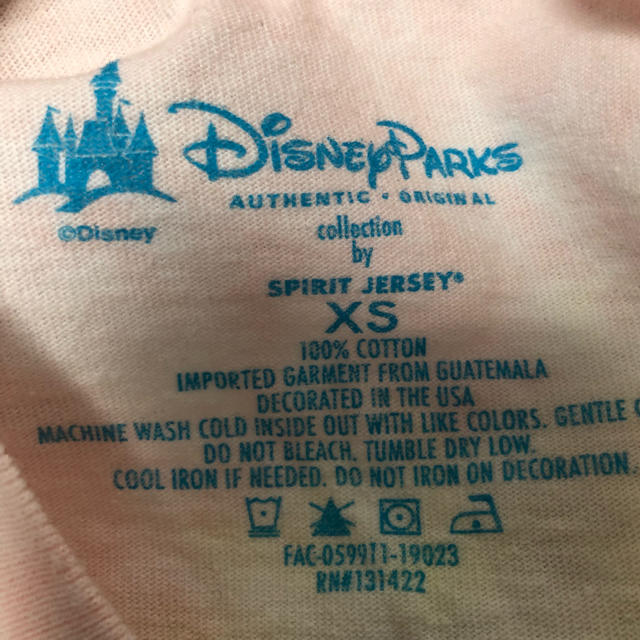 DISNEYPARKS
AUTHENTIC • ORIGINAL
©Disney
collection
by
SPIRIT JERSEY®
XS
100% COTTON
IMPORTED GARMENT FROM GUATEMALA
DECORATED IN THE USA
MACHINE WASH COLD INSIDE OUT WITH LIKE COLORS. GENTLE
DO NOT BLEACH. TUMBLE DRY LOW.
COOL IRON IF NEEDED. DO NOT IRON ON DECORATION.
FAC-059911-19023
RN#131422